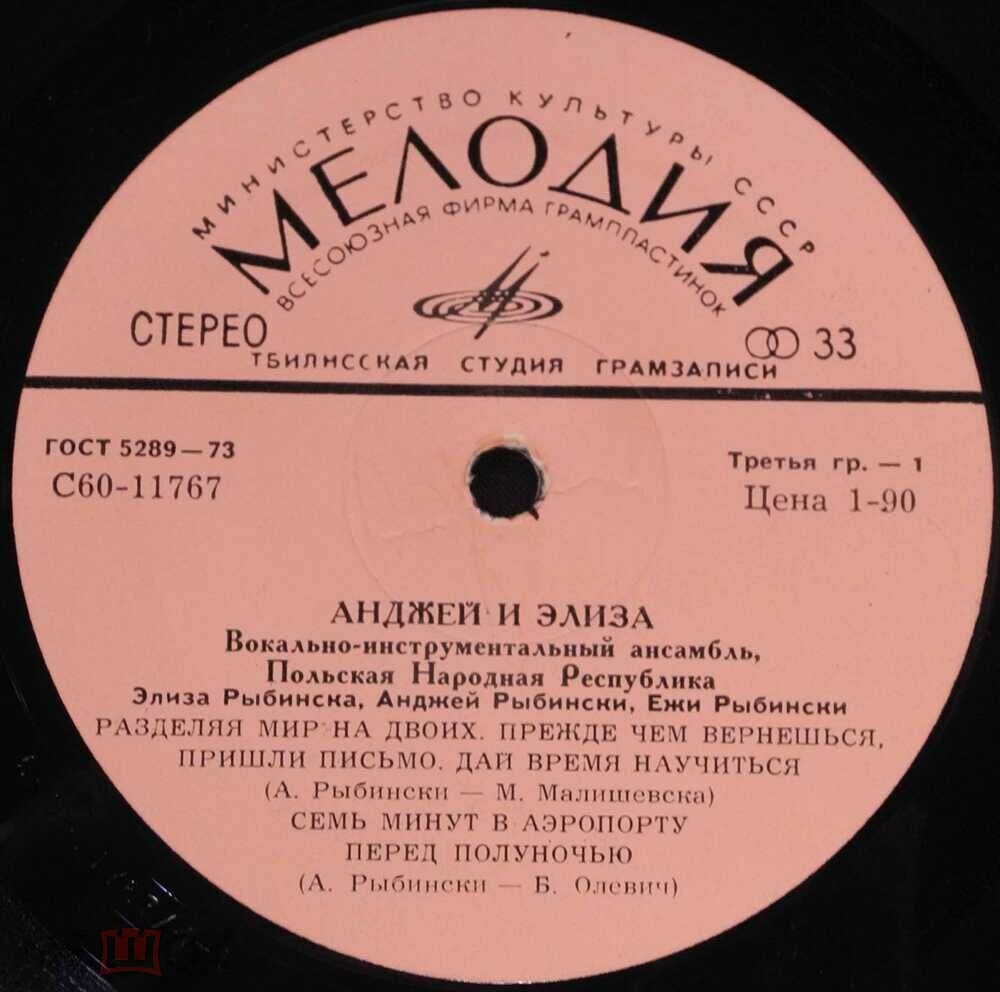 МИНИСТЕРСТВО КУЛЬТУРЫ СССР
МЕЛОДИЯ
ВСЕСОЮЗНАЯ ФИРМА ГРАМПЛАСТИНОК
СТЕРЕО
33
ТБИЛИССКАЯ СТУДИЯ ГРАМЗАПИСИ
ГОСТ 5289—73
С60-11767
Третья гр. — 1
Цена 1-90
АНДЖЕЙ И ЭЛИЗА
Вокально-инструментальный ансамбль,
Польская Народная Республика
Элиза Рыбинска, Анджей Рыбински, Ежи Рыбински
РАЗДЕЛЯЯ МИР НА ДВОИХ. ПРЕЖДЕ ЧЕМ ВЕРНЕШЬСЯ,
ПРИШЛИ ПИСЬМО. ДАЙ ВРЕМЯ НАУЧИТЬСЯ
(А. Рыбински — М. Малишевска)
СЕМЬ МИНУТ В АЭРОПОРТУ
ПЕРЕД ПОЛУНОЧЬЮ
(А. Рыбински — Б. Олевич)